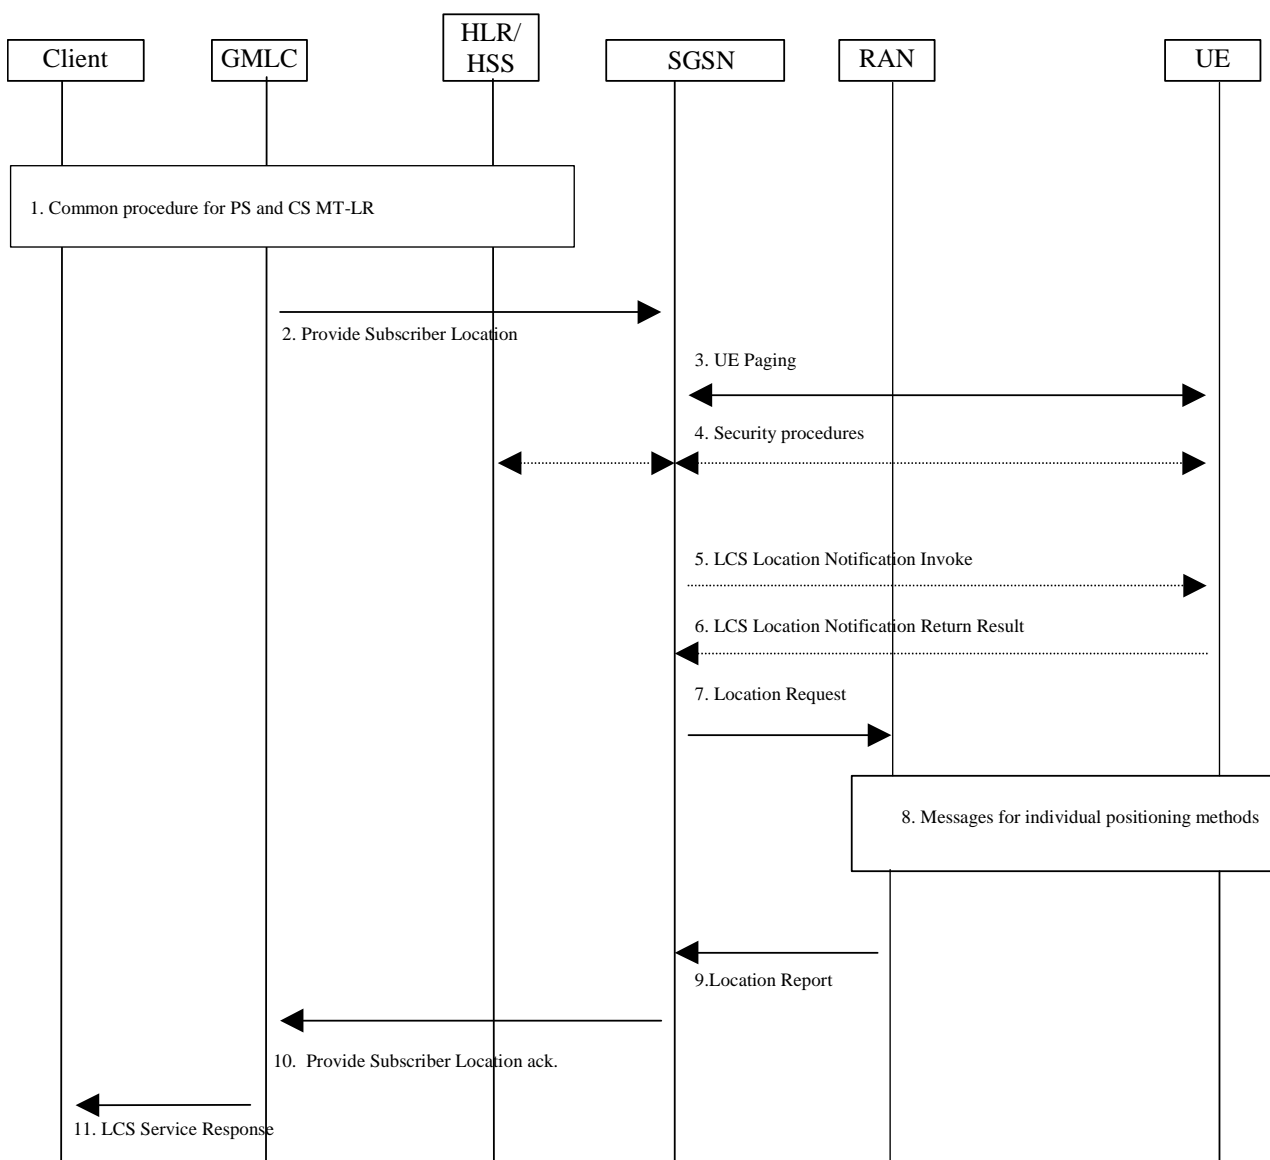 Client
GMLC
HLR/
HSS
SGSN
RAN
UE
1. Common procedure for PS and CS MT-LR
2. Provide Subscriber Location
3. UE Paging
4. Security procedures
5. LCS Location Notification Invoke
6. LCS Location Notification Return Result
7. Location Request
8. Messages for individual positioning methods
9.Location Report
10. Provide Subscriber Location ack.
11. LCS Service Response